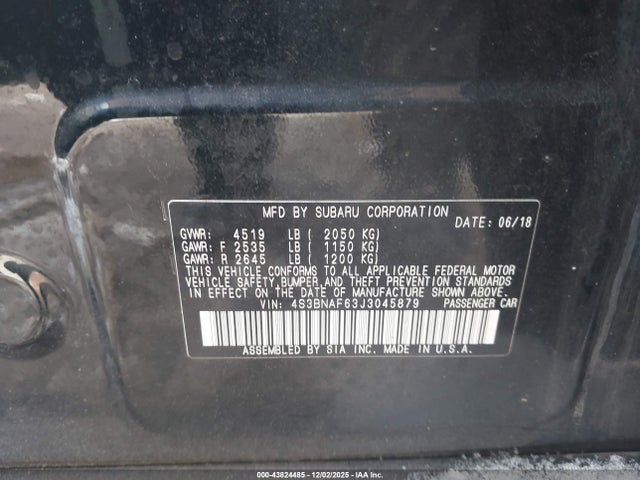 MFD BY SUBARU CORPORATION
DATE: 06/18
GVWR: 4519 LB ( 2050 KG)
GAWR: F 2535 LB ( 1150 KG)
GAWR: R 2645 LB ( 1200 KG)
THIS VEHICLE CONFORMS TO ALL APPLICABLE FEDERAL MOTOR
VEHICLE SAFETY, BUMPER, AND THEFT PREVENTION STANDARDS
IN EFFECT ON THE DATE OF MANUFACTURE SHOWN ABOVE.
VIN: 4S3BNAF63J3045879 PASSENGER CAR
ASSEMBLED BY SIA INC. MADE IN U.S.A.
000-43824485 - 12/02/2025 - IAA Inc.